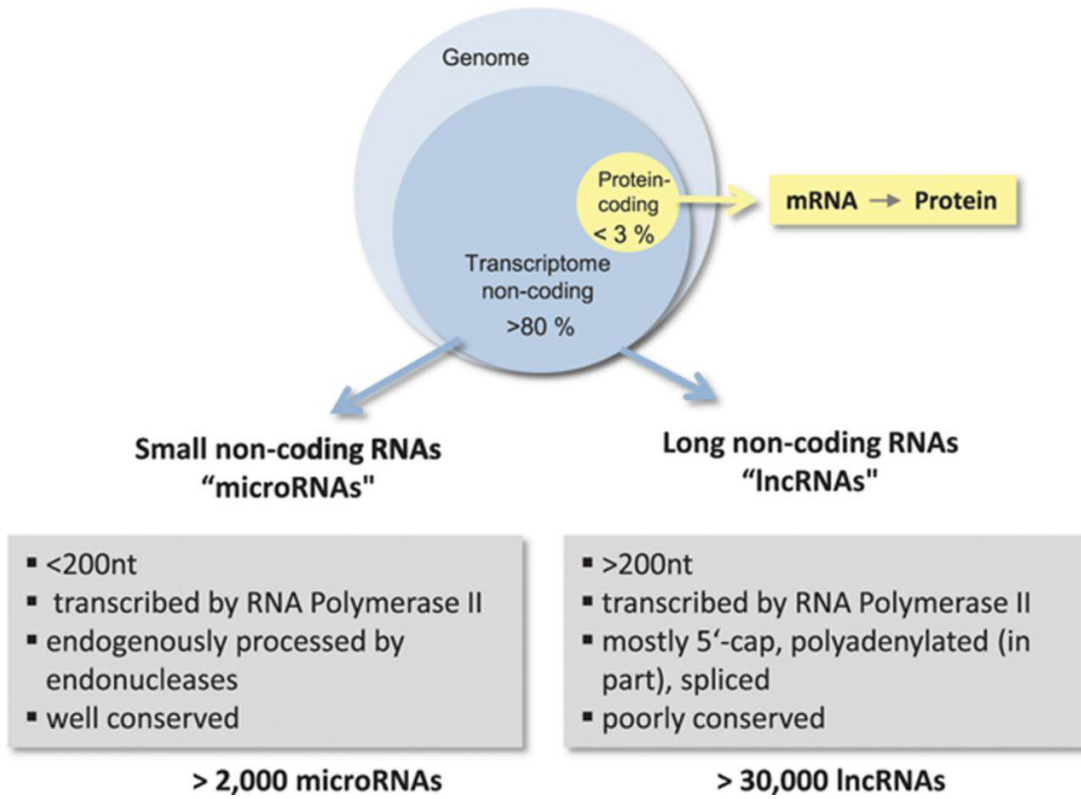 Genome
Protein-
coding
< 3 %
mRNA → Protein
Transcriptome
non-coding
>80 %
Small non-coding RNAs
“microRNAs"
Long non-coding RNAs
“lncRNAs"
▪ <200nt
▪ transcribed by RNA Polymerase II
▪ endogenously processed by
endonucleases
▪ well conserved
▪ >200nt
▪ transcribed by RNA Polymerase II
▪ mostly 5‘-cap, polyadenylated (in
part), spliced
▪ poorly conserved
> 2,000 microRNAs
> 30,000 lncRNAs